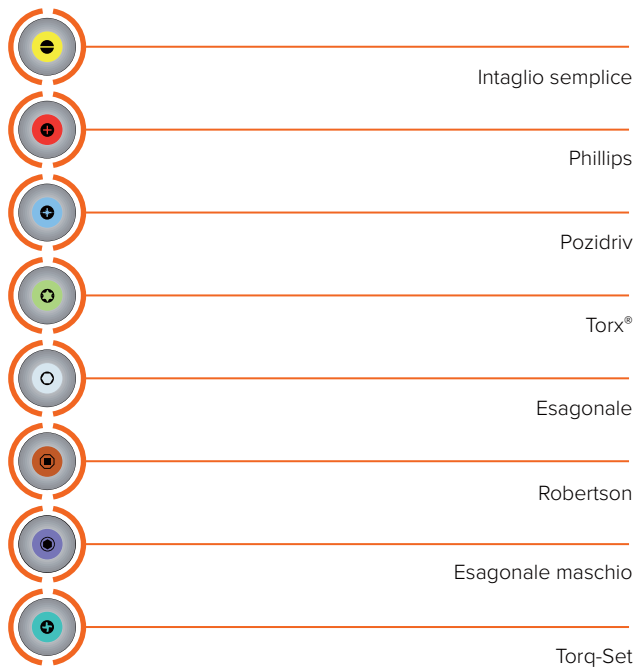 Intaglio semplice
Phillips
Pozidriv
Torx®
Esagonale
Robertson
Esagonale maschio
Torq-Set